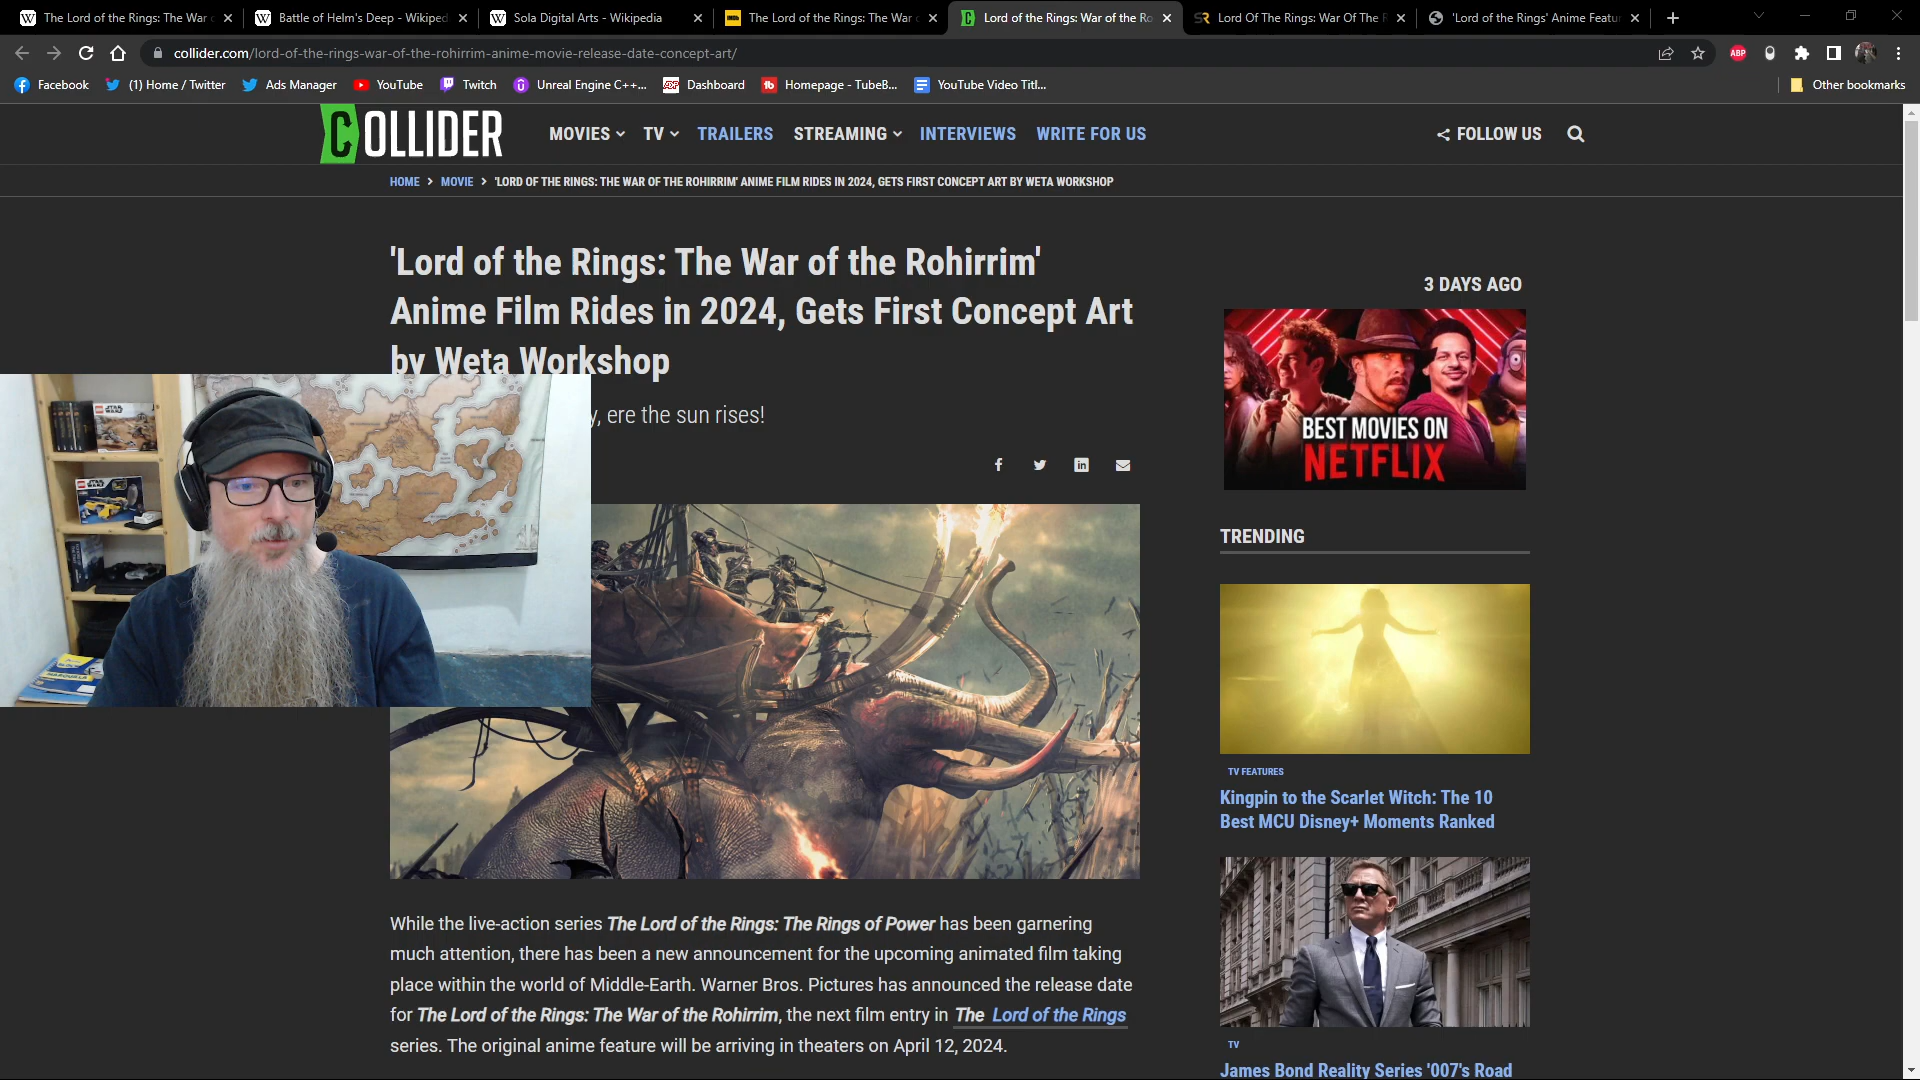 The Lord of the Rings: The War
Battle of Helm's Deep - Wikiped
Sola Digital Arts - Wikipedia
The Lord of the Rings: The War
Lord of the Rings: War of the Ro
Lord Of The Rings: War Of The
'Lord of the Rings' Anime Featur
collider.com/lord-of-the-rings-war-of-the-rohirrim-anime-movie-release-date-concept-art/
ABP
Facebook
(1) Home / Twitter
Ads Manager
YouTube
Twitch
Unreal Engine C++...
Dashboard
Homepage - TubeB...
YouTube Video Titl...
Other bookmarks
COLLIDER
MOVIES
TV
TRAILERS
STREAMING
INTERVIEWS
WRITE FOR US
FOLLOW US
HOME > MOVIE > 'LORD OF THE RINGS: THE WAR OF THE ROHIRRIM' ANIME FILM RIDES IN 2024, GETS FIRST CONCEPT ART BY WETA WORKSHOP
'Lord of the Rings: The War of the Rohirrim'
Anime Film Rides in 2024, Gets First Concept Art
by Weta Workshop
, ere the sun rises!
While the live-action series The Lord of the Rings: The Rings of Power has been garnering
much attention, there has been a new announcement for the upcoming animated film taking
place within the world of Middle-Earth. Warner Bros. Pictures has announced the release date
for The Lord of the Rings: The War of the Rohirrim, the next film entry in The Lord of the Rings
series. The original anime feature will be arriving in theaters on April 12, 2024.
3 DAYS AGO
BEST MOVIES ON
NETFLIX
TRENDING
TV FEATURES
Kingpin to the Scarlet Witch: The 10
Best MCU Disney+ Moments Ranked
TV
James Bond Reality Series '007's Road